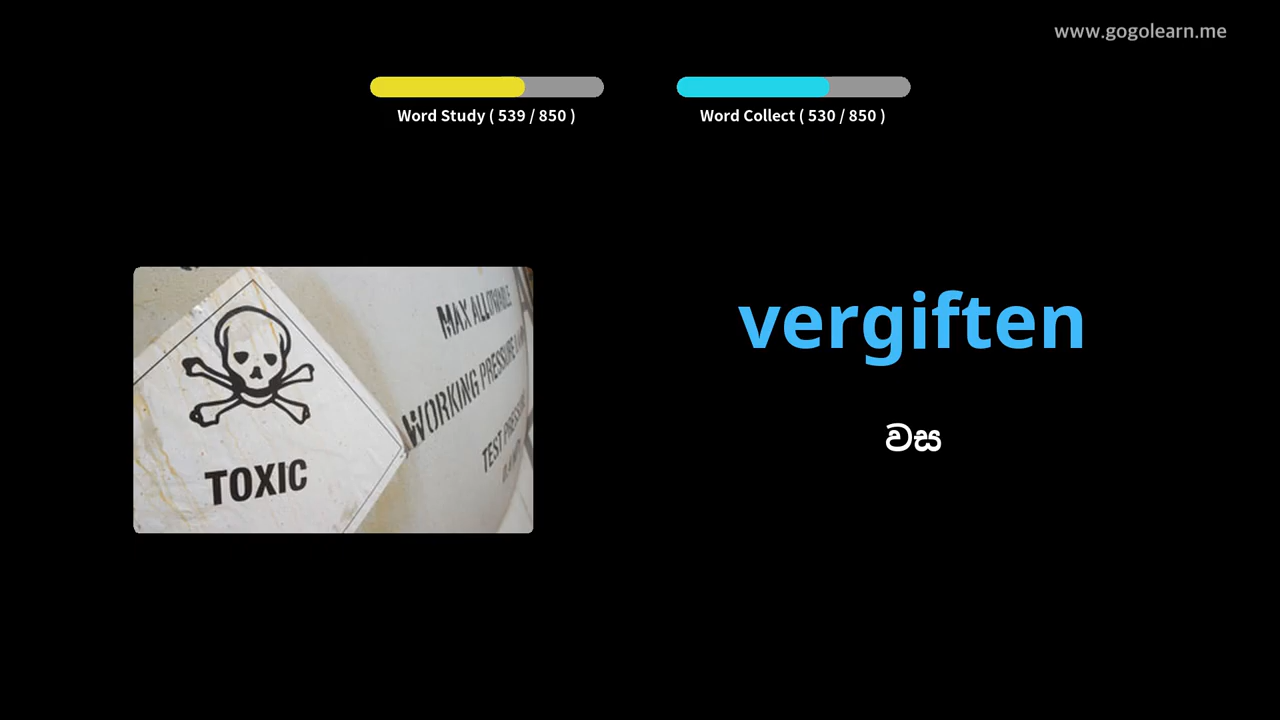 www.gogolearn.me
Word Study ( 539 / 850 )
Word Collect ( 530 / 850 )
vergiften
වස
MAX ALLOWABLE
WORKING PRESSURE
TEST PRESSURE
TOXIC